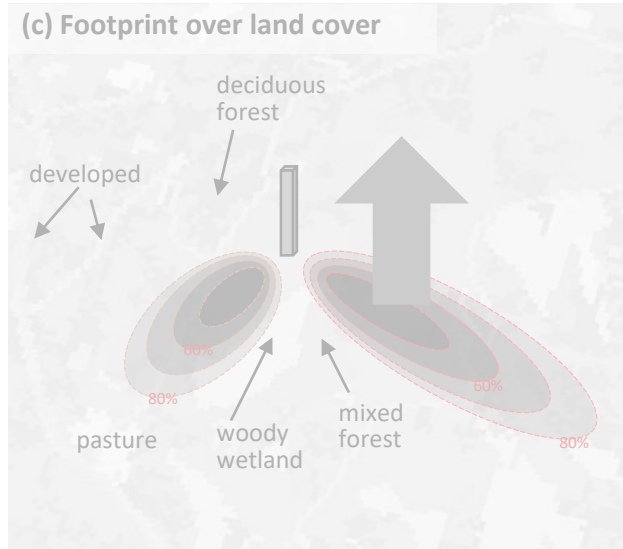 (c) Footprint over land cover
deciduous
forest
developed
60%
60%
80%
80%
pasture
woody
wetland
mixed
forest